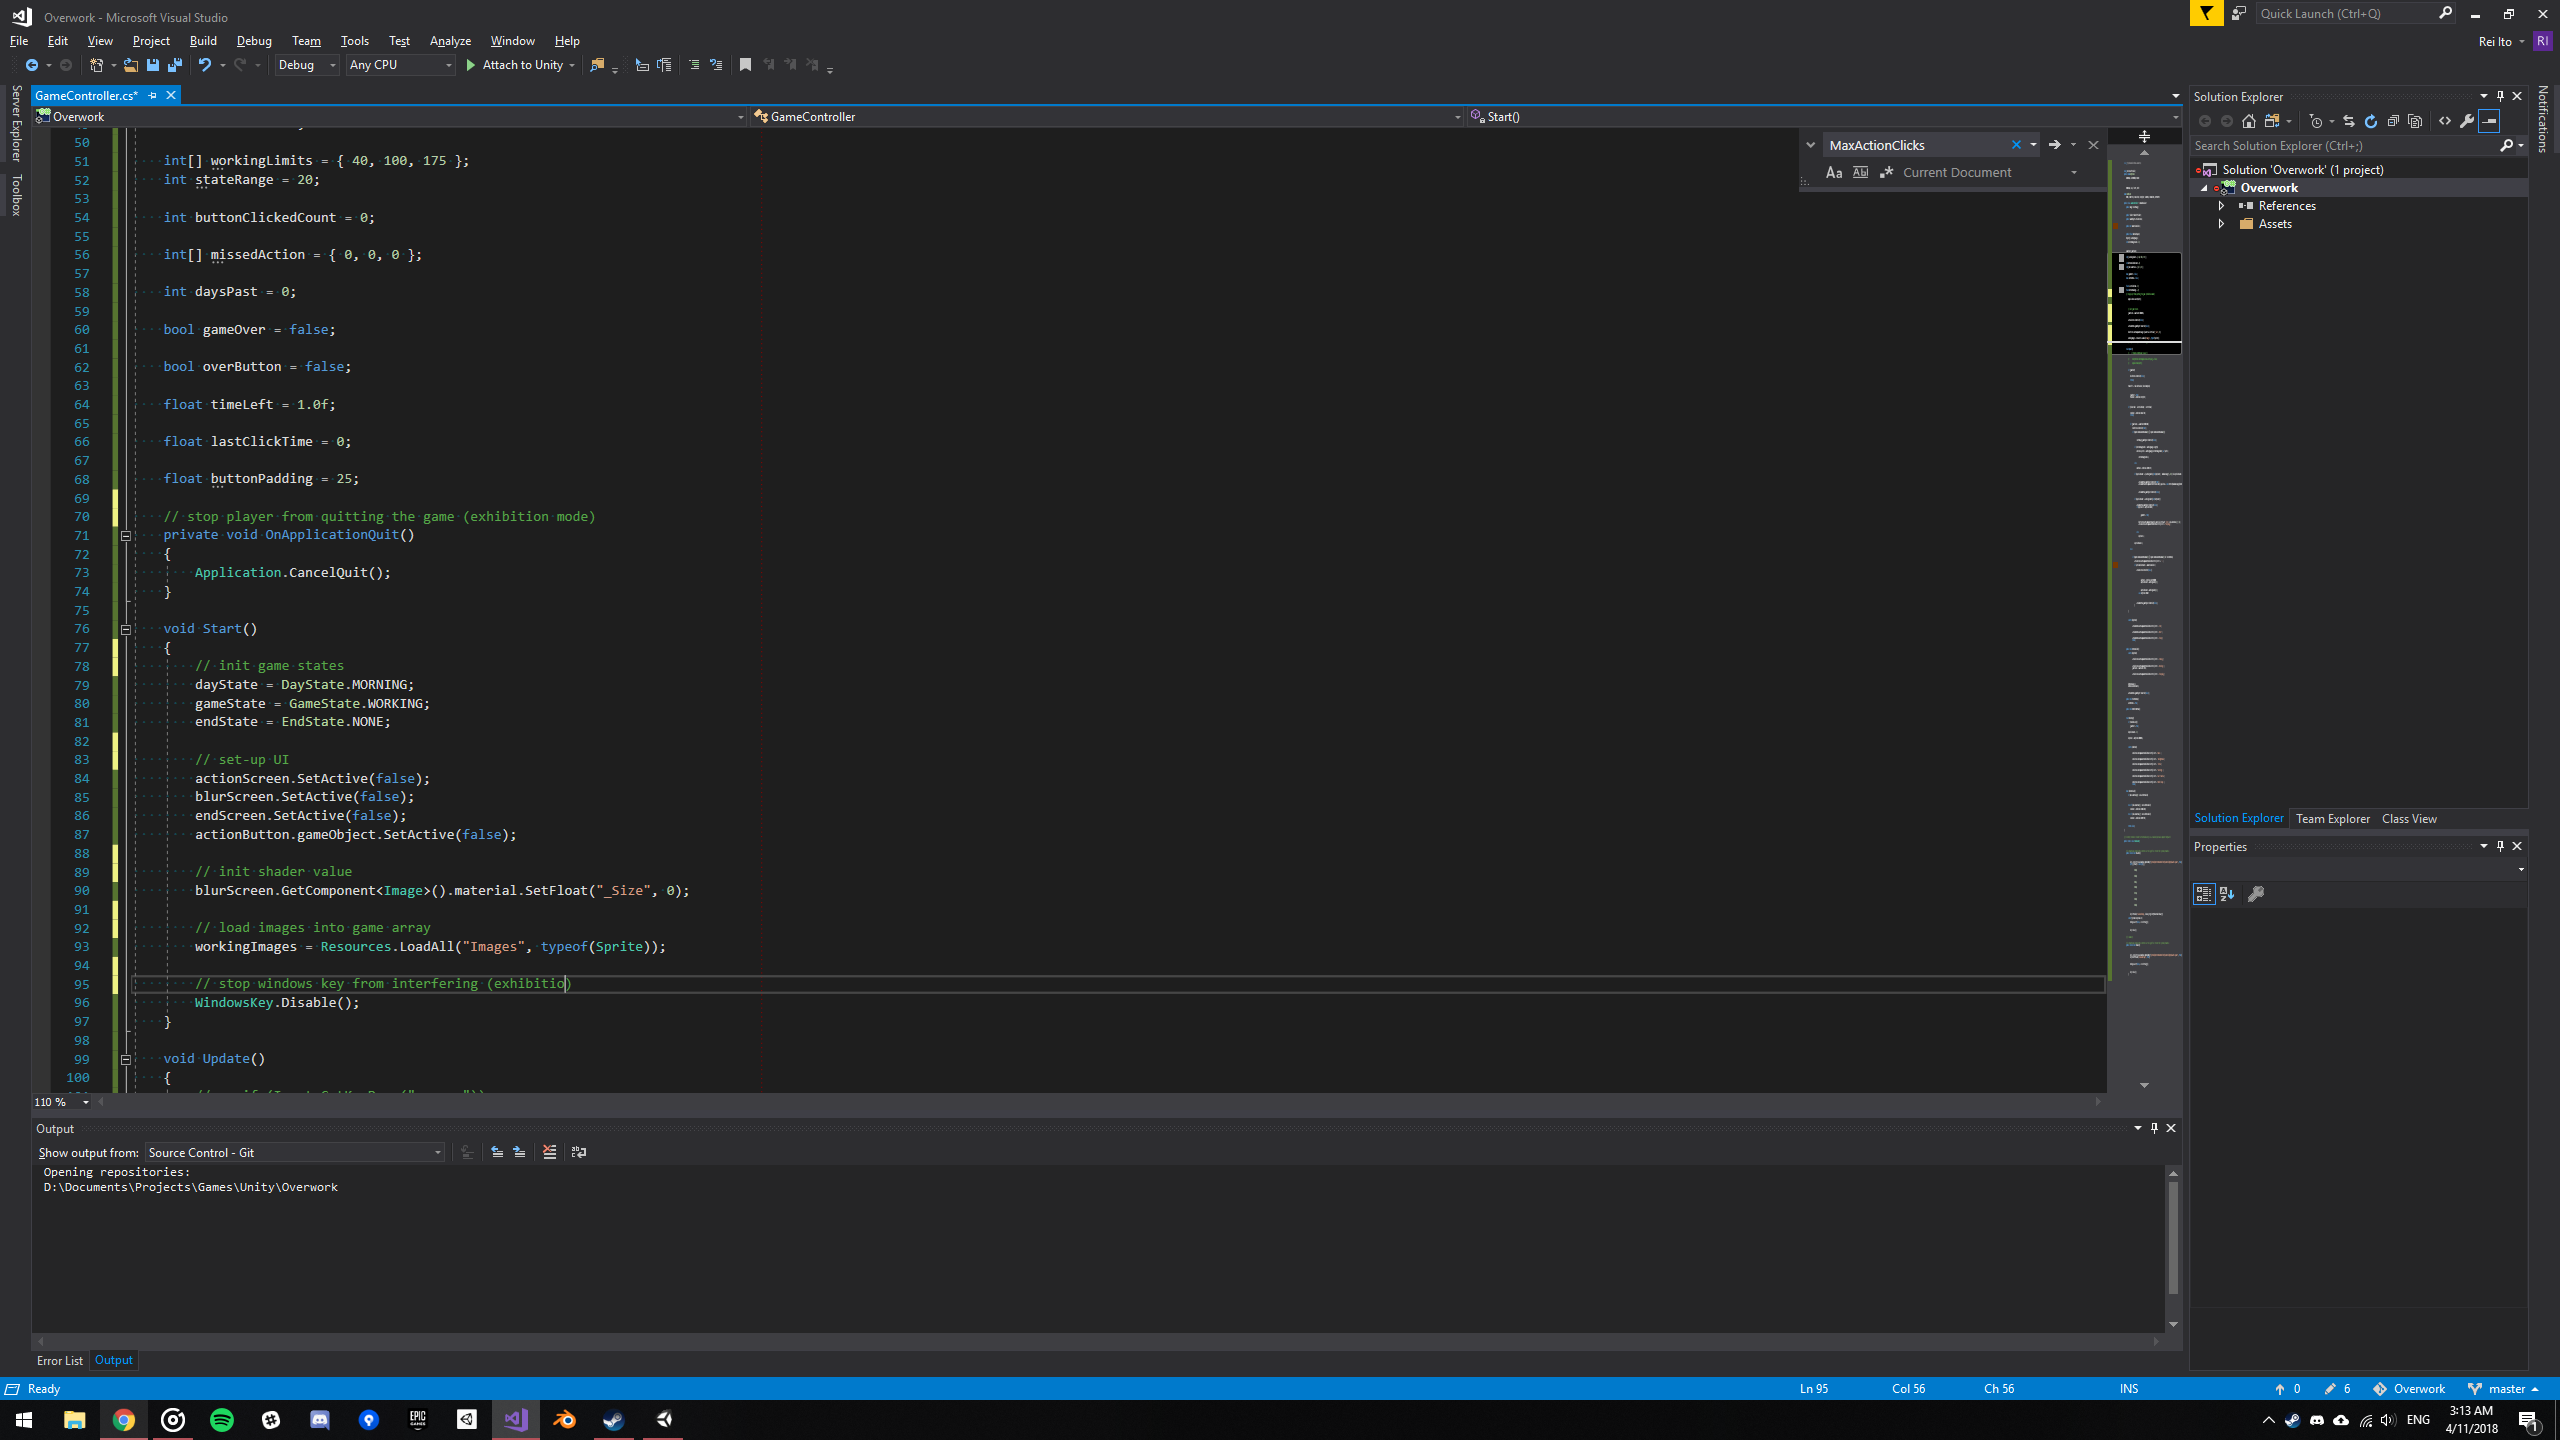 Overwork - Microsoft Visual Studio
Quick Launch (Ctrl+Q)
File Edit View Project Build Debug Team Tools Test Analyze Window Help
Rei Ito RI
Debug Any CPU Attach to Unity
Server Explorer
Toolbox
Notifications
GameController.cs*
Overwork GameController Start()
MaxActionClicks
Aa Current Document
50
51 int[] workingLimits = { 40, 100, 175 };
52 int stateRange = 20;
53
54 int buttonClickedCount = 0;
55
56 int[] missedAction = { 0, 0, 0 };
57
58 int daysPast = 0;
59
60 bool gameOver = false;
61
62 bool overButton = false;
63
64 float timeLeft = 1.0f;
65
66 float lastClickTime = 0;
67
68 float buttonPadding = 25;
69
70 // stop player from quitting the game (exhibition mode)
71 private void OnApplicationQuit()
72 {
73 Application.CancelQuit();
74 }
75
76 void Start()
77 {
78 // init game states
79 dayState = DayState.MORNING;
80 gameState = GameState.WORKING;
81 endState = EndState.NONE;
82
83 // set-up UI
84 actionScreen.SetActive(false);
85 blurScreen.SetActive(false);
86 endScreen.SetActive(false);
87 actionButton.gameObject.SetActive(false);
88
89 // init shader value
90 blurScreen.GetComponent<Image>().material.SetFloat("_Size", 0);
91
92 // load images into game array
93 workingImages = Resources.LoadAll("Images", typeof(Sprite));
94
95 // stop windows key from interfering (exhibitio)
96 WindowsKey.Disable();
97 }
98
99 void Update()
100 {
110 %
Solution Explorer
Search Solution Explorer (Ctrl+;)
Solution 'Overwork' (1 project)
Overwork
References
Assets
Solution Explorer Team Explorer Class View
Properties
Output
Show output from: Source Control - Git
Opening repositories:
D:\Documents\Projects\Games\Unity\Overwork
Error List Output
Ready Ln 95 Col 56 Ch 56 INS 0 6 Overwork master
EPIC GAMES
ENG 3:13 AM
4/11/2018
1